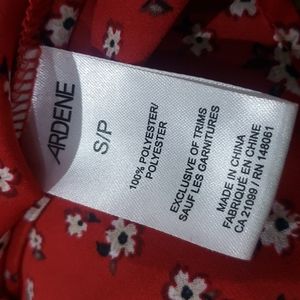 ARDENE
S/P
100% POLYESTER/
POLYESTER
EXCLUSIVE OF TRIMS
SAUF LES GARNITURES
MADE IN CHINA
FABRIQUÉ EN CHINE
CA 21099 / RN 148061